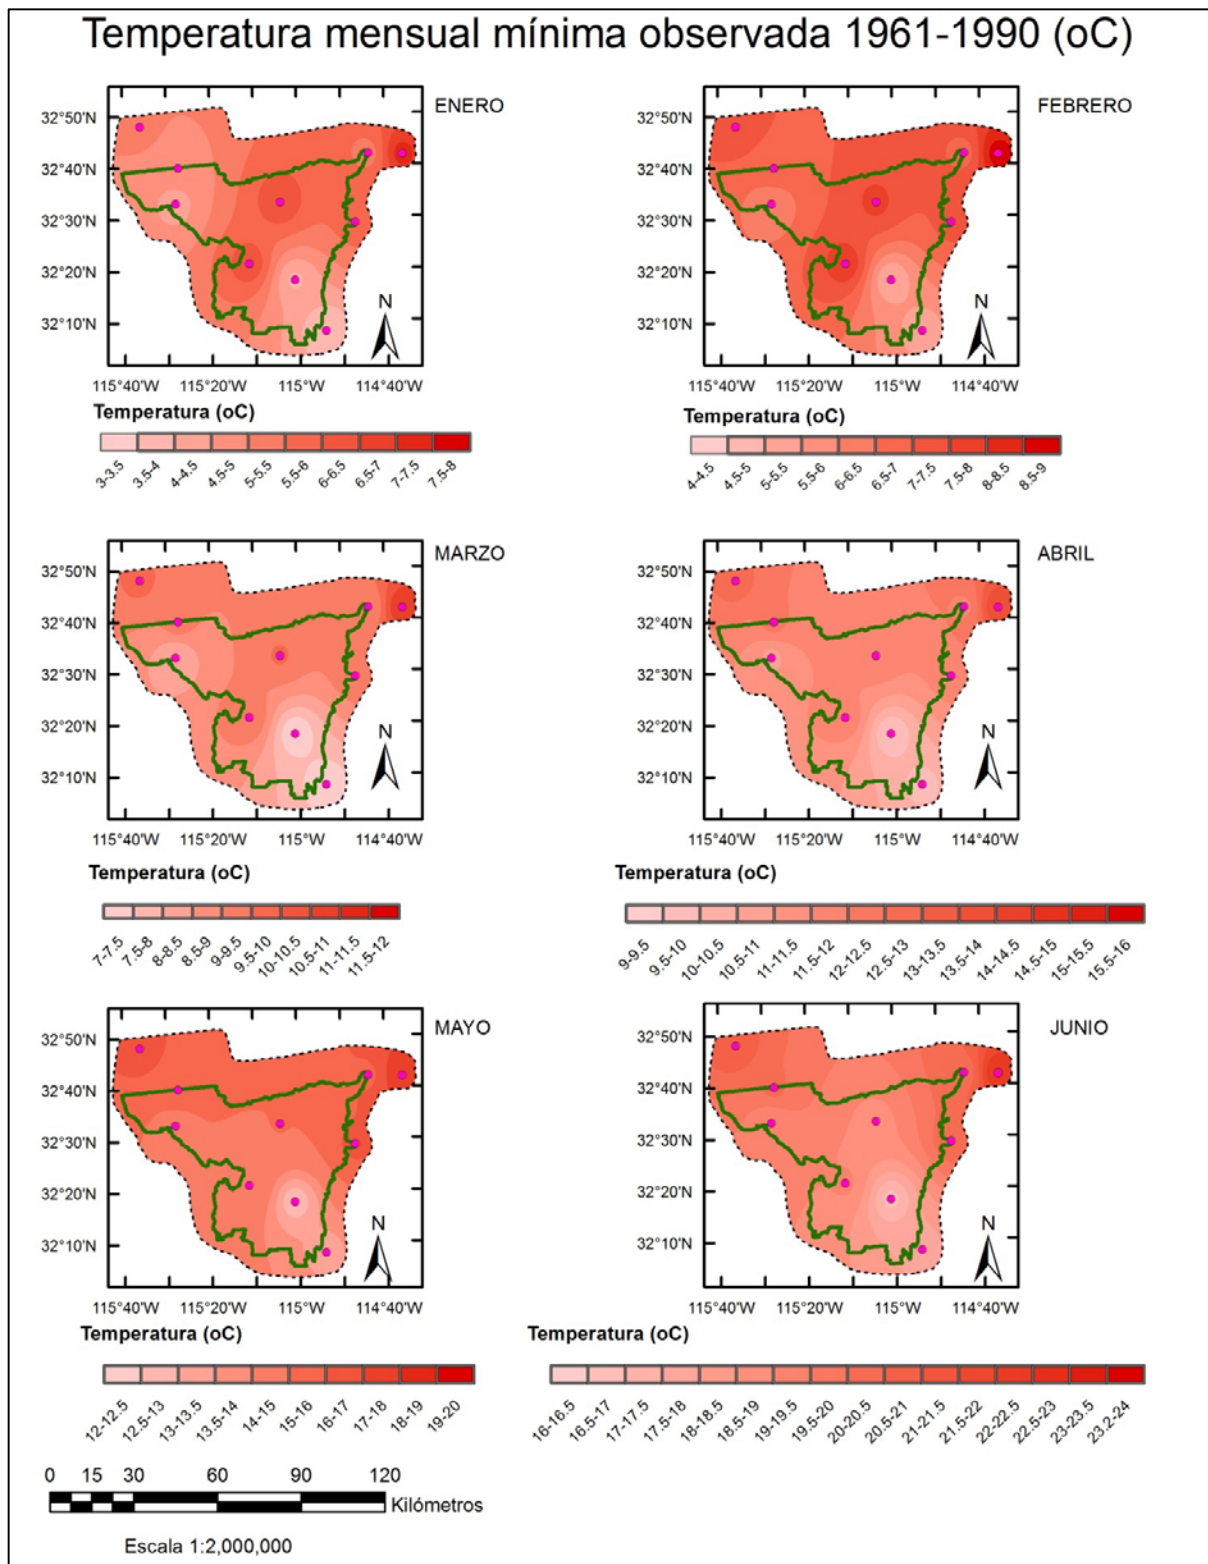 Temperatura mensual mínima observada 1961-1990 (oC)
ENERO
32°50'N
32°40'N
32°30'N
32°20'N
32°10'N
N
115°40'W 115°20'W 115°W 114°40'W
Temperatura (oC)
3-3.5 3.5-4 4-4.5 4.5-5 5-5.5 5.5-6 6-6.5 6.5-7 7-7.5 7.5-8
FEBRERO
32°50'N
32°40'N
32°30'N
32°20'N
32°10'N
N
115°40'W 115°20'W 115°W 114°40'W
Temperatura (oC)
4-4.5 4.5-5 5-5.5 5.5-6 6-6.5 6.5-7 7-7.5 7.5-8 8-8.5 8.5-9
MARZO
32°50'N
32°40'N
32°30'N
32°20'N
32°10'N
N
115°40'W 115°20'W 115°W 114°40'W
Temperatura (oC)
7-7.5 7.5-8 8-8.5 8.5-9 9-9.5 9.5-10 10-10.5 10.5-11 11-11.5 11.5-12
ABRIL
32°50'N
32°40'N
32°30'N
32°20'N
32°10'N
N
115°40'W 115°20'W 115°W 114°40'W
Temperatura (oC)
9-9.5 9.5-10 10-10.5 10.5-11 11-11.5 11.5-12 12-12.5 12.5-13 13-13.5 13.5-14 14-14.5 14.5-15 15-15.5 15.5-16
MAYO
32°50'N
32°40'N
32°30'N
32°20'N
32°10'N
N
115°40'W 115°20'W 115°W 114°40'W
Temperatura (oC)
12-12.5 12.5-13 13-13.5 13.5-14 14-15 15-16 16-17 17-18 18-19 19-20
JUNIO
32°50'N
32°40'N
32°30'N
32°20'N
32°10'N
N
115°40'W 115°20'W 115°W 114°40'W
Temperatura (oC)
16-16.5 16.5-17 17-17.5 17.5-18 18-18.5 18.5-19 19-19.5 19.5-20 20-20.5 20.5-21 21-21.5 21.5-22 22-22.5 22.5-23 23-23.5 23.2-24
0 15 30 60 90 120
Kilómetros
Escala 1:2,000,000